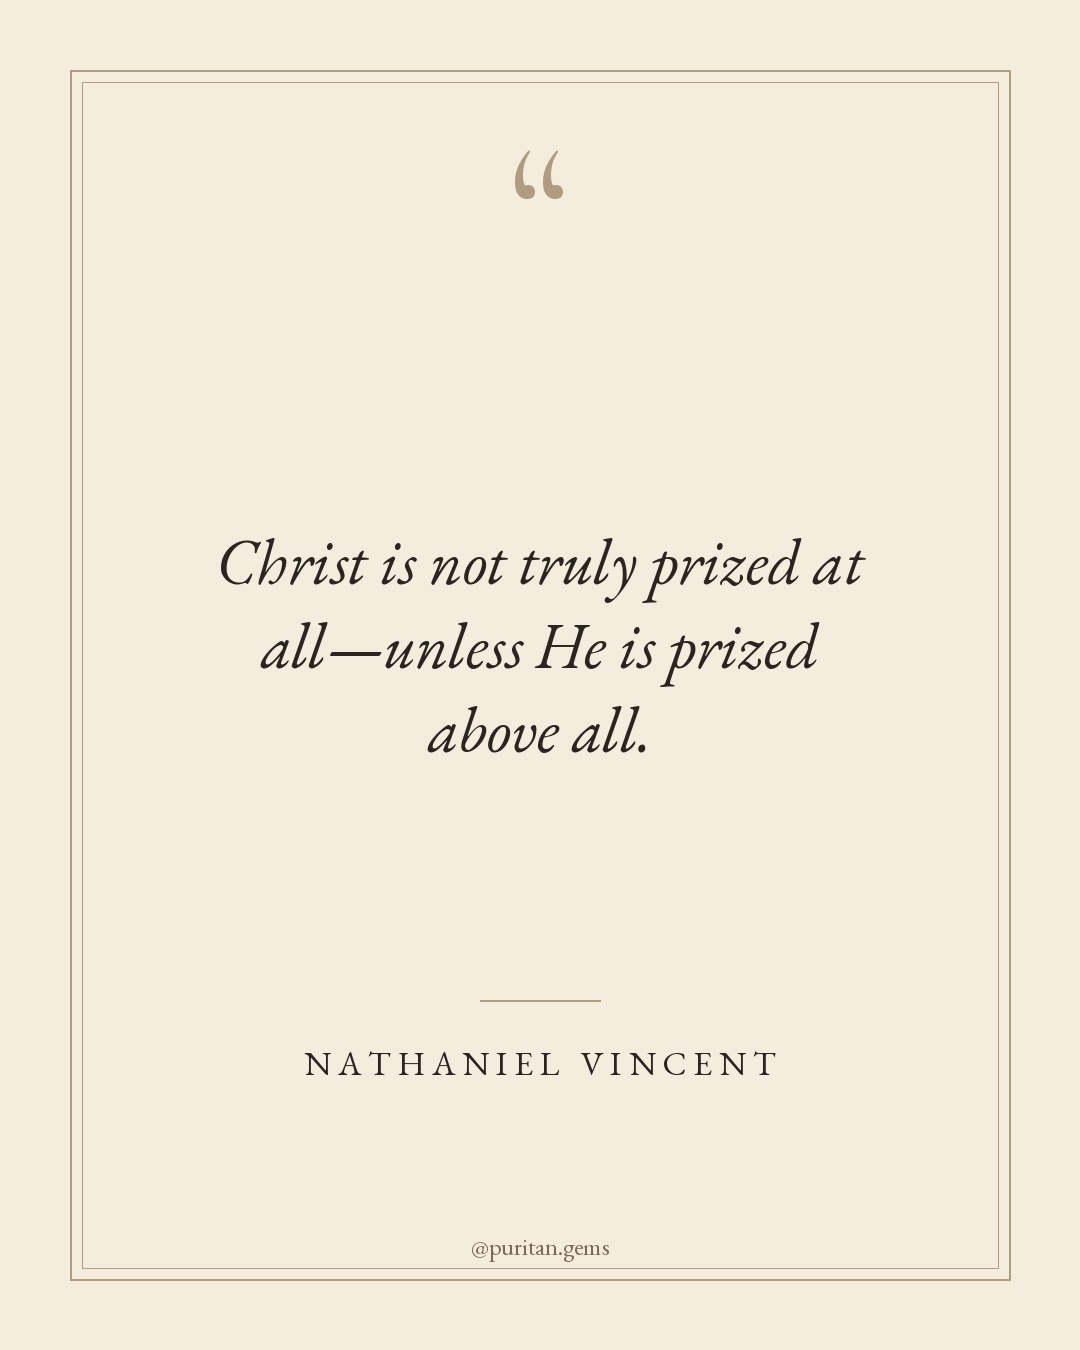 “
Christ is not truly prized at
all—unless He is prized
above all.
NATHANIEL VINCENT
@puritan.gems